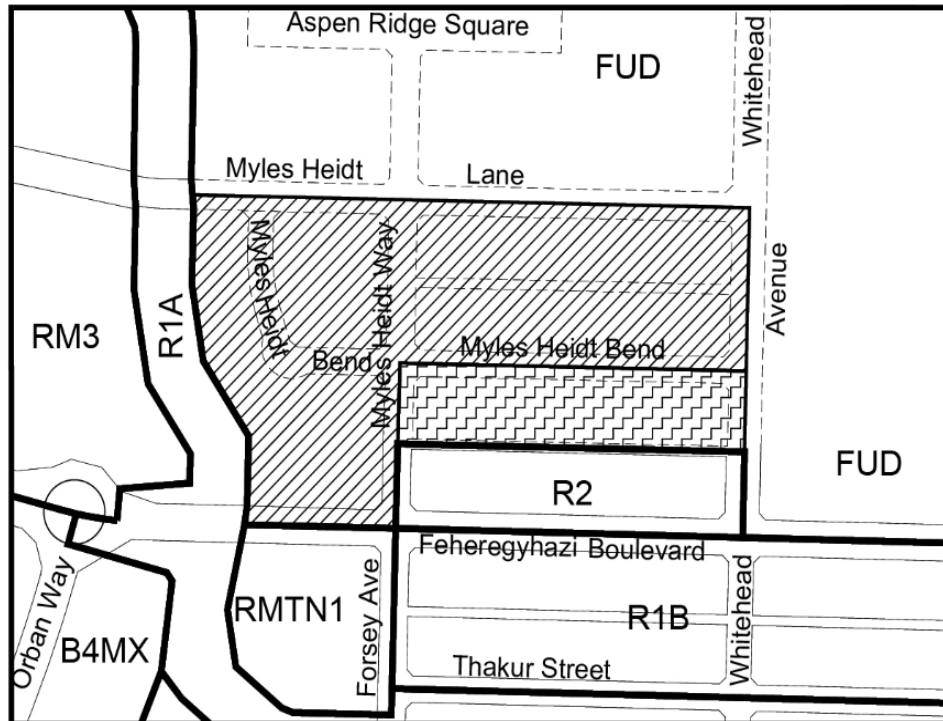 Aspen Ridge Square
FUD
Whitehead
Myles Heidt
Lane
Myles Heidt
Myles Heidt Way
Avenue
R1A
RM3
Bend
Myles Heidt Bend
FUD
R2
Feheregyhazi Boulevard
Orban Way
RMTN1
Forsey Ave
R1B
Whitehead
B4MX
Thakur Street